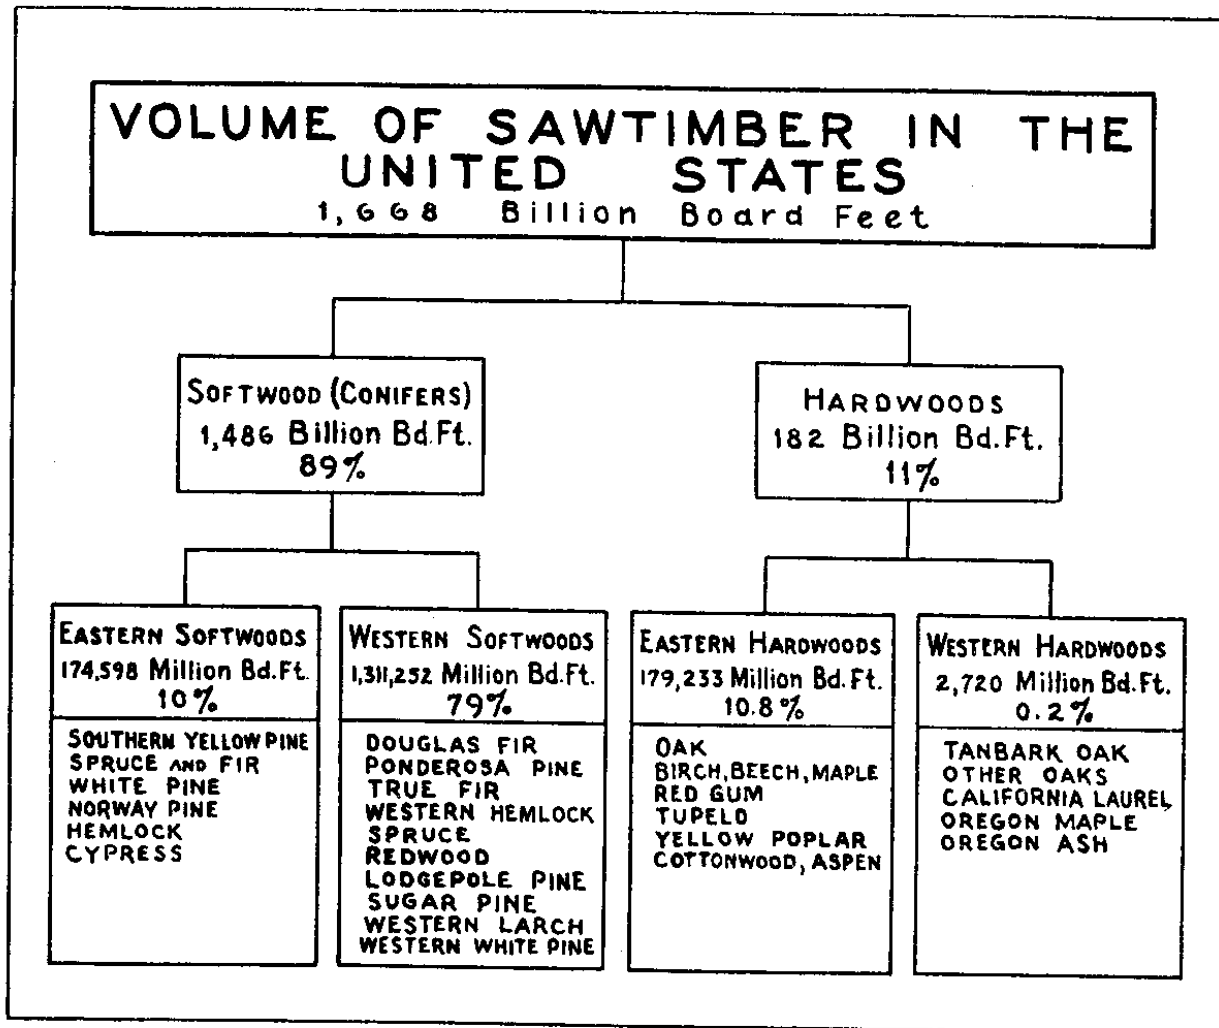 VOLUME OF SAWTIMBER IN THE
UNITED STATES
1,668 Billion Board Feet
SOFTWOOD (CONIFERS)
1,486 Billion Bd.Ft.
89%
HARDWOODS
182 Billion Bd.Ft.
11%
EASTERN SOFTWOODS
174,598 Million Bd.Ft.
10%
SOUTHERN YELLOW PINE
SPRUCE AND FIR
WHITE PINE
NORWAY PINE
HEMLOCK
CYPRESS
WESTERN SOFTWOODS
1,311,252 Million Bd.Ft.
79%
DOUGLAS FIR
PONDEROSA PINE
TRUE FIR
WESTERN HEMLOCK
SPRUCE
REDWOOD
LODGEPOLE PINE
SUGAR PINE
WESTERN LARCH
WESTERN WHITE PINE
EASTERN HARDWOODS
179,233 Million Bd.Ft.
10.8%
OAK
BIRCH, BEECH, MAPLE
RED GUM
TUPELO
YELLOW POPLAR
COTTONWOOD, ASPEN
WESTERN HARDWOODS
2,720 Million Bd.Ft.
0.2%
TANBARK OAK
OTHER OAKS
CALIFORNIA LAUREL
OREGON MAPLE
OREGON ASH